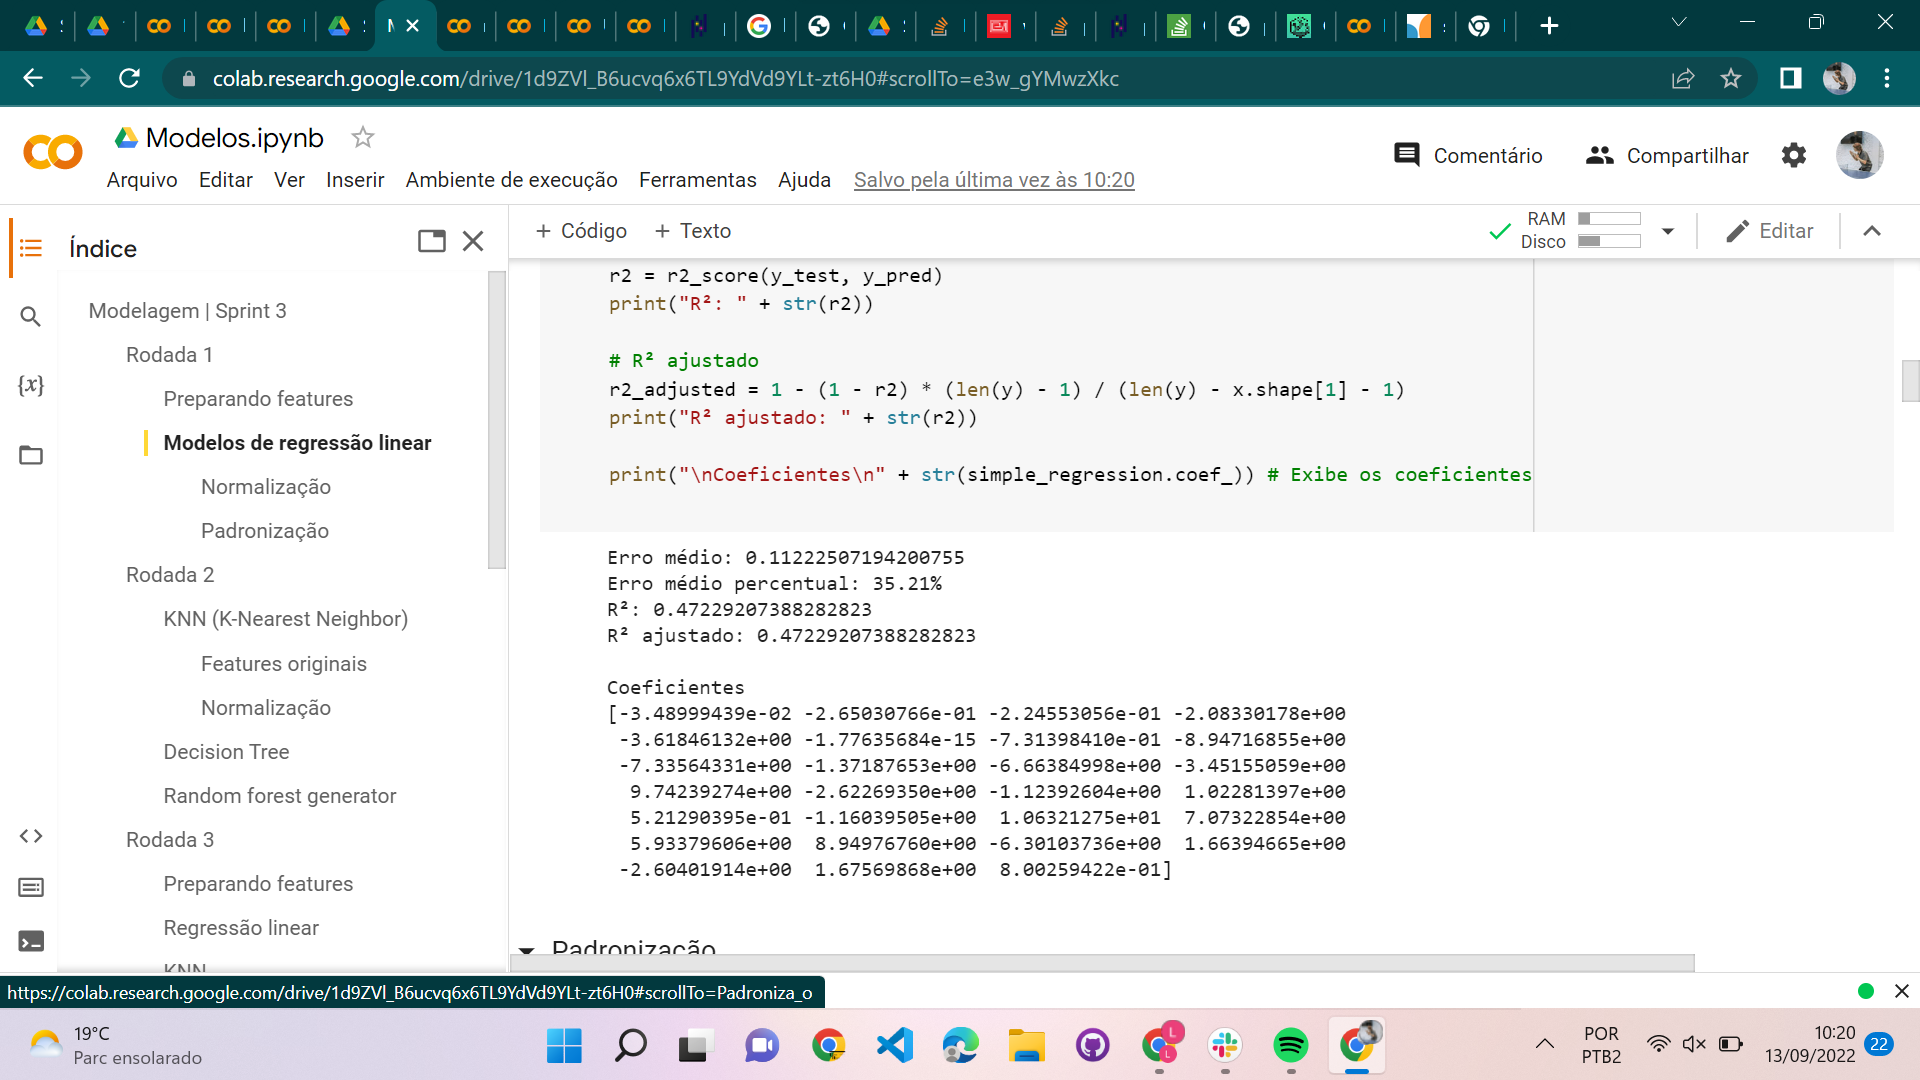 colab.research.google.com/drive/1d9ZVl_B6ucvq6x6TL9YdVd9YLt-zt6H0#scrollTo=e3w_gYMwzXkc
Modelos.ipynb
Arquivo Editar Ver Inserir Ambiente de execução Ferramentas Ajuda Salvo pela última vez às 10:20
Comentário Compartilhar
Índice
Modelagem | Sprint 3
Rodada 1
Preparando features
Modelos de regressão linear
Normalização
Padronização
Rodada 2
KNN (K-Nearest Neighbor)
Features originais
Normalização
Decision Tree
Random forest generator
Rodada 3
Preparando features
Regressão linear
KNN
+ Código + Texto
RAM
Disco
Editar
r2 = r2_score(y_test, y_pred)
print("R²: " + str(r2))
# R² ajustado
r2_adjusted = 1 - (1 - r2) * (len(y) - 1) / (len(y) - x.shape[1] - 1)
print("R² ajustado: " + str(r2))
print("\nCoeficientes\n" + str(simple_regression.coef_)) # Exibe os coeficientes
Erro médio: 0.11222507194200755
Erro médio percentual: 35.21%
R²: 0.47229207388282823
R² ajustado: 0.47229207388282823
Coeficientes
[-3.48999439e-02 -2.65030766e-01 -2.24553056e-01 -2.08330178e+00
-3.61846132e+00 -1.77635684e-15 -7.31398410e-01 -8.94716855e+00
-7.33564331e+00 -1.37187653e+00 -6.66384998e+00 -3.45155059e+00
9.74239274e+00 -2.62269350e+00 -1.12392604e+00 1.02281397e+00
5.21290395e-01 -1.16039505e+00 1.06321275e+01 7.07322854e+00
5.93379606e+00 8.94976760e+00 -6.30103736e+00 1.66394665e+00
-2.60401914e+00 1.67569868e+00 8.00259422e-01]
Padronização
https://colab.research.google.com/drive/1d9ZVl_B6ucvq6x6TL9YdVd9YLt-zt6H0#scrollTo=Padroniza_o
19°C
Parc ensolarado
POR
PTB2
10:20
13/09/2022
22